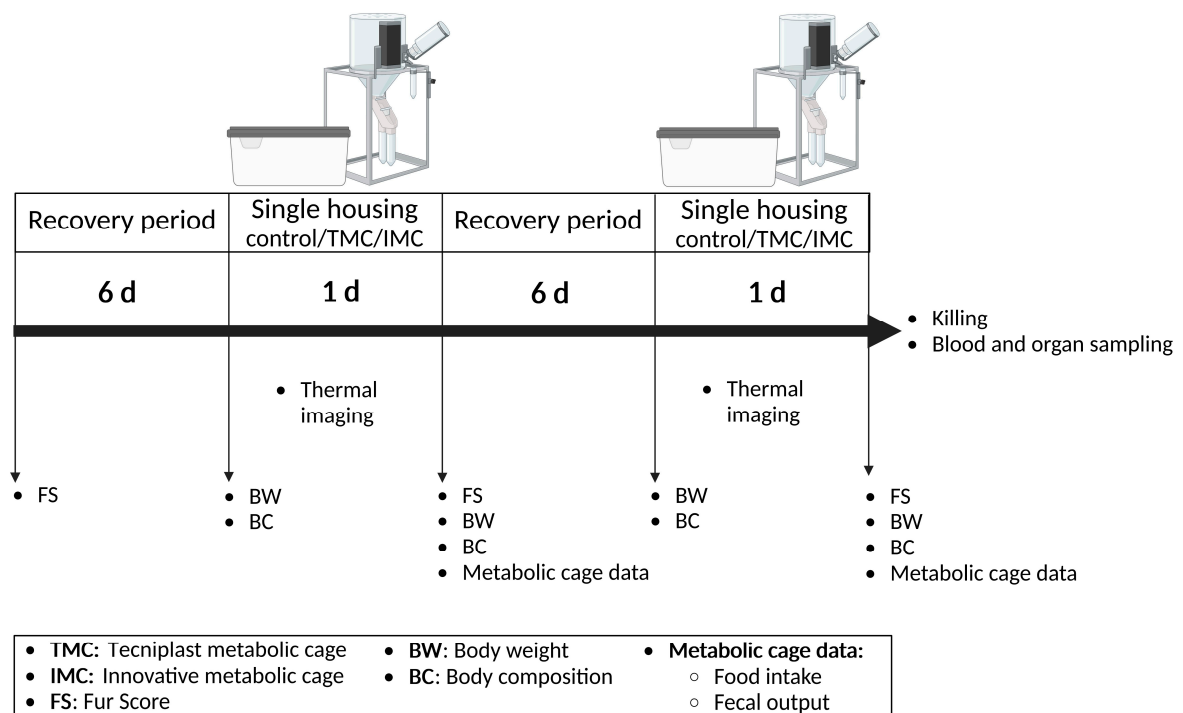 Recovery period
Single housing
control/TMC/IMC
Recovery period
Single housing
control/TMC/IMC
6 d
1 d
6 d
1 d
• Killing
• Blood and organ sampling
• Thermal
imaging
• Thermal
imaging
• FS
• BW
• BC
• FS
• BW
• BC
• Metabolic cage data
• BW
• BC
• FS
• BW
• BC
• Metabolic cage data
• TMC: Tecniplast metabolic cage
• IMC: Innovative metabolic cage
• FS: Fur Score
• BW: Body weight
• BC: Body composition
• Metabolic cage data:
○ Food intake
○ Fecal output